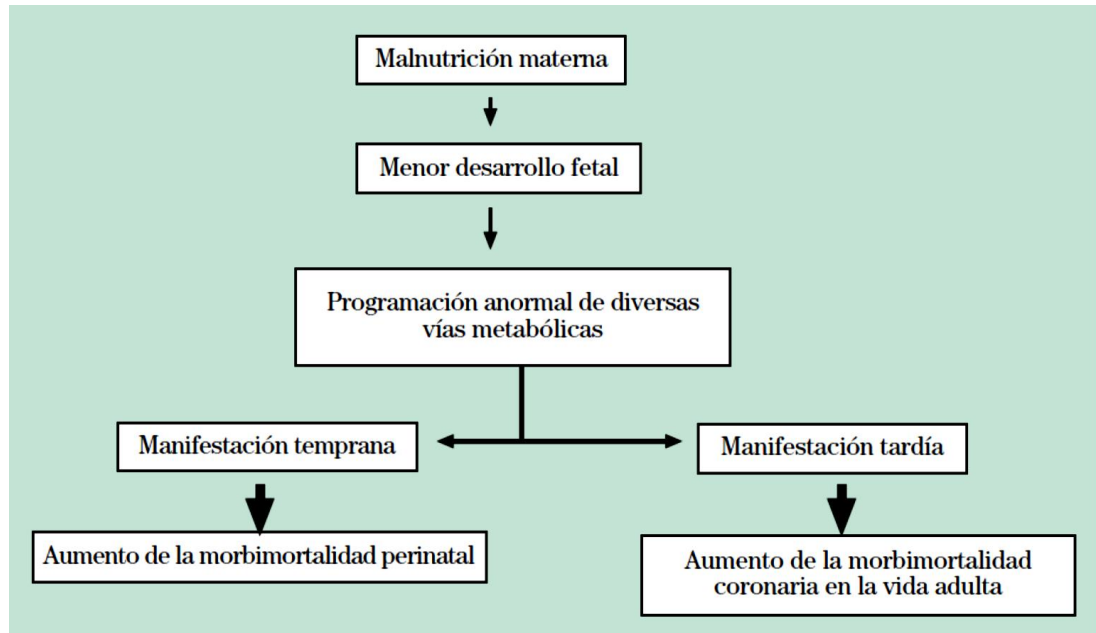 Malnutrición materna
Menor desarrollo fetal
Programación anormal de diversas
vías metabólicas
Manifestación temprana
Manifestación tardía
Aumento de la morbimortalidad perinatal
Aumento de la morbimortalidad
coronaria en la vida adulta